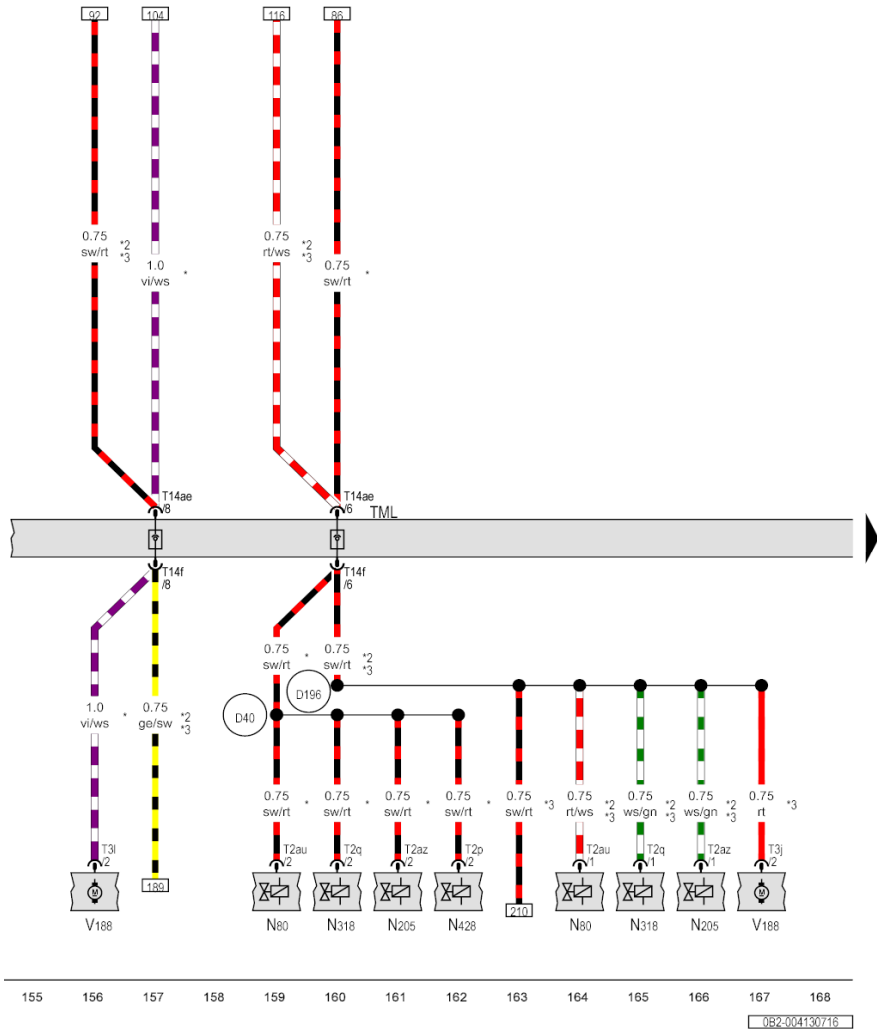 92 104 116 86
0.75 *2 0.75 *2
sw/rt *3 rt/ws *3
1.0 0.75
vi/ws * sw/rt *
T14ae T14ae
/8 /6 TML
T14f T14f
/8 /6
0.75 0.75 *2
sw/rt * sw/rt *3
D196
D40
1.0 0.75 *2
vi/ws * ge/sw *3
0.75 0.75 0.75 0.75 0.75 0.75 0.75 0.75 0.75
sw/rt * sw/rt * sw/rt * sw/rt * sw/rt *3 rt/ws *2 *3 ws/gn *2 *3 ws/gn *2 *3 rt *3
T3l T2au T2q T2az T2p T2au T2q T2az T3j
/2 /2 /2 /2 /2 /1 /1 /1 /2
M M
189 210
V188 N80 N318 N205 N428 N80 N318 N205 V188
155 156 157 158 159 160 161 162 163 164 165 166 167 168
0B2-004130716